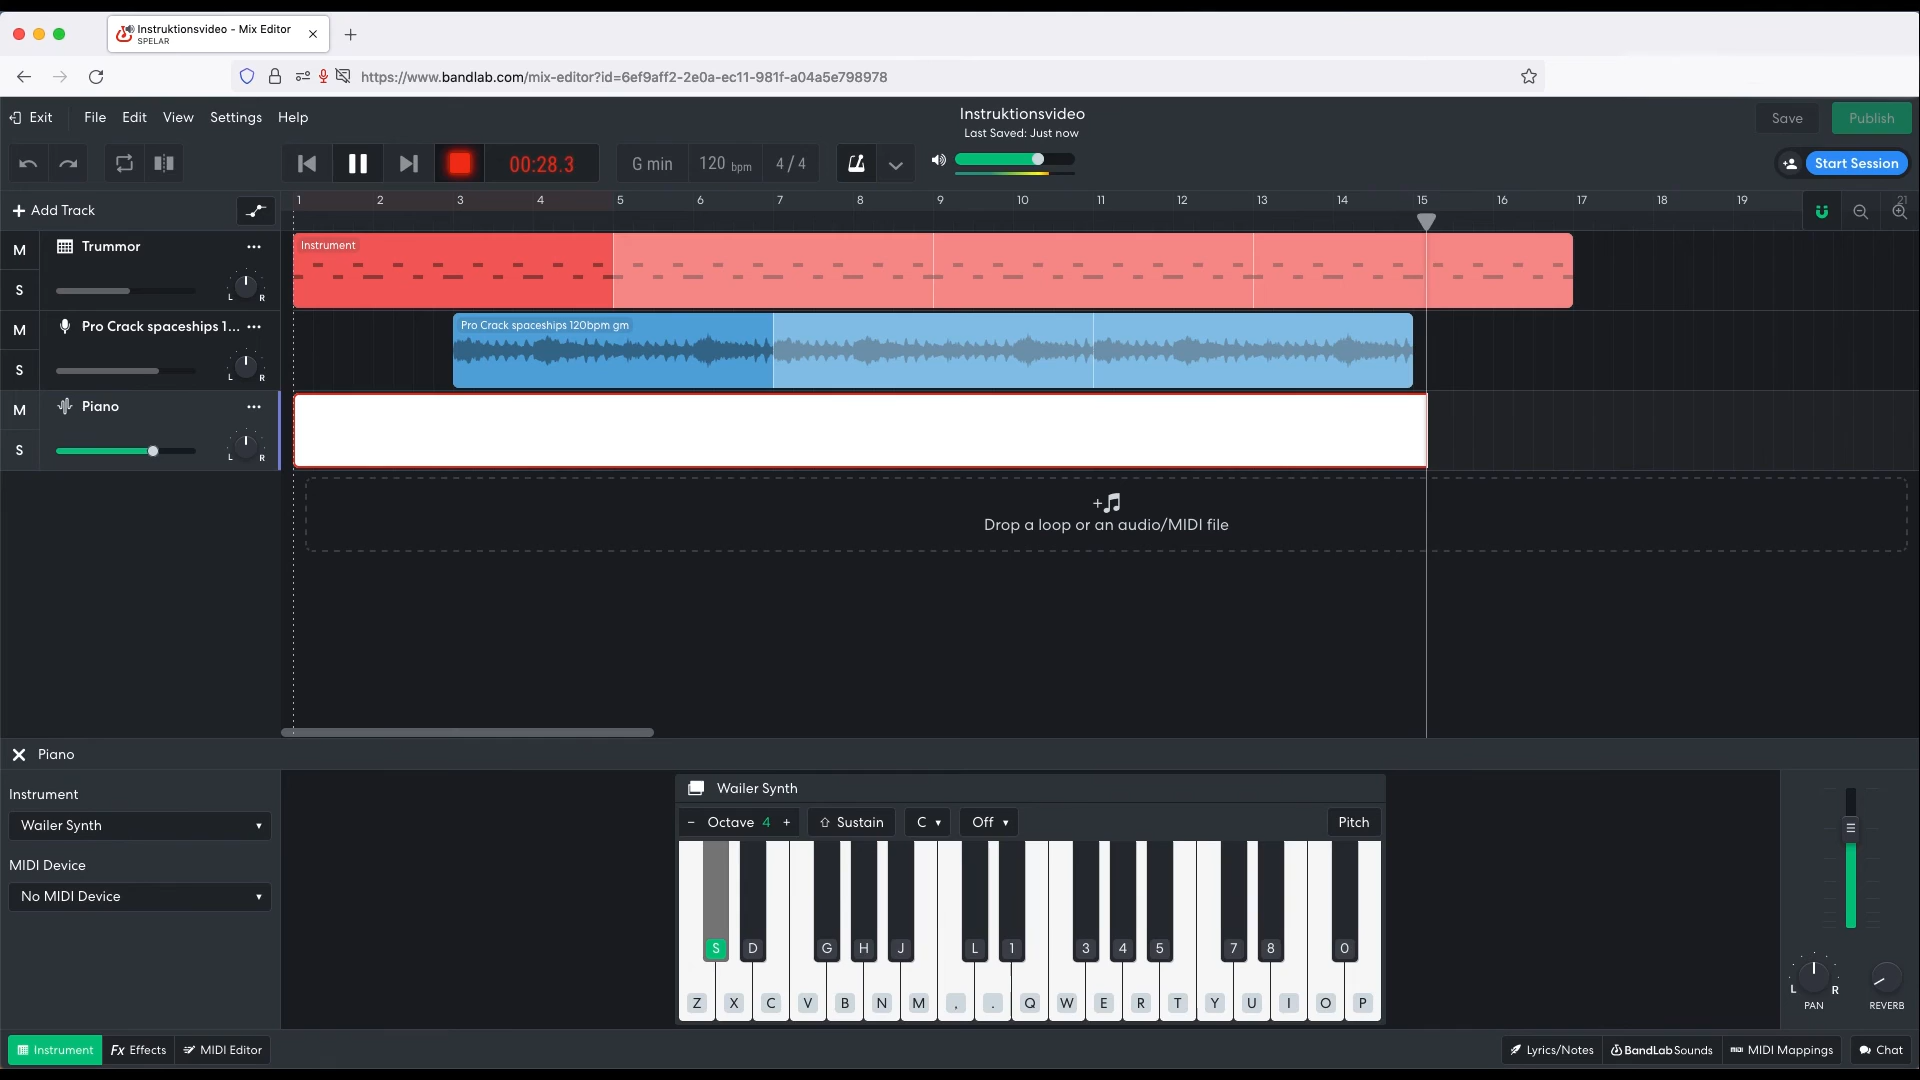 Instruktionsvideo - Mix Editor
SPELAR
https://www.bandlab.com/mix-editor?id=6ef9aff2-2e0a-ec11-981f-a04a5e798978
Exit File Edit View Settings Help
Instruktionsvideo
Last Saved: Just now
Save Publish
00:28.3 G min 120 bpm 4 / 4
Start Session
+ Add Track
1 2 3 4 5 6 7 8 9 10 11 12 13 14 15 16 17 18 19 21
M Trummor
S L R
Instrument
M Pro Crack spaceships 1...
S L R
Pro Crack spaceships 120bpm gm
M Piano
S L R
Drop a loop or an audio/MIDI file
Piano
Instrument
Wailer Synth
MIDI Device
No MIDI Device
Wailer Synth
- Octave 4 + Sustain C Off Pitch
S D G H J L 1 3 4 5 7 8 0
Z X C V B N M , . Q W E R T Y U I O P
L R
PAN REVERB
Instrument Fx Effects MIDI Editor
Lyrics/Notes BandLab Sounds MIDI Mappings Chat